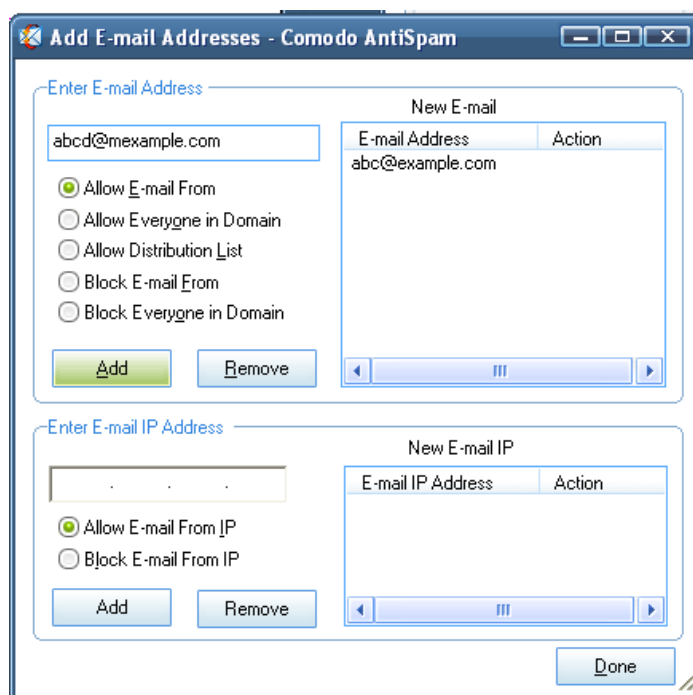 Add E-mail Addresses - Comodo AntiSpam
Enter E-mail Address
New E-mail
abcd@mexample.com
E-mail Address Action
abc@example.com
Allow E-mail From
Allow Everyone in Domain
Allow Distribution List
Block E-mail From
Block Everyone in Domain
Add Remove
Enter E-mail IP Address
New E-mail IP
. . .
E-mail IP Address Action
Allow E-mail From IP
Block E-mail From IP
Add Remove
Done